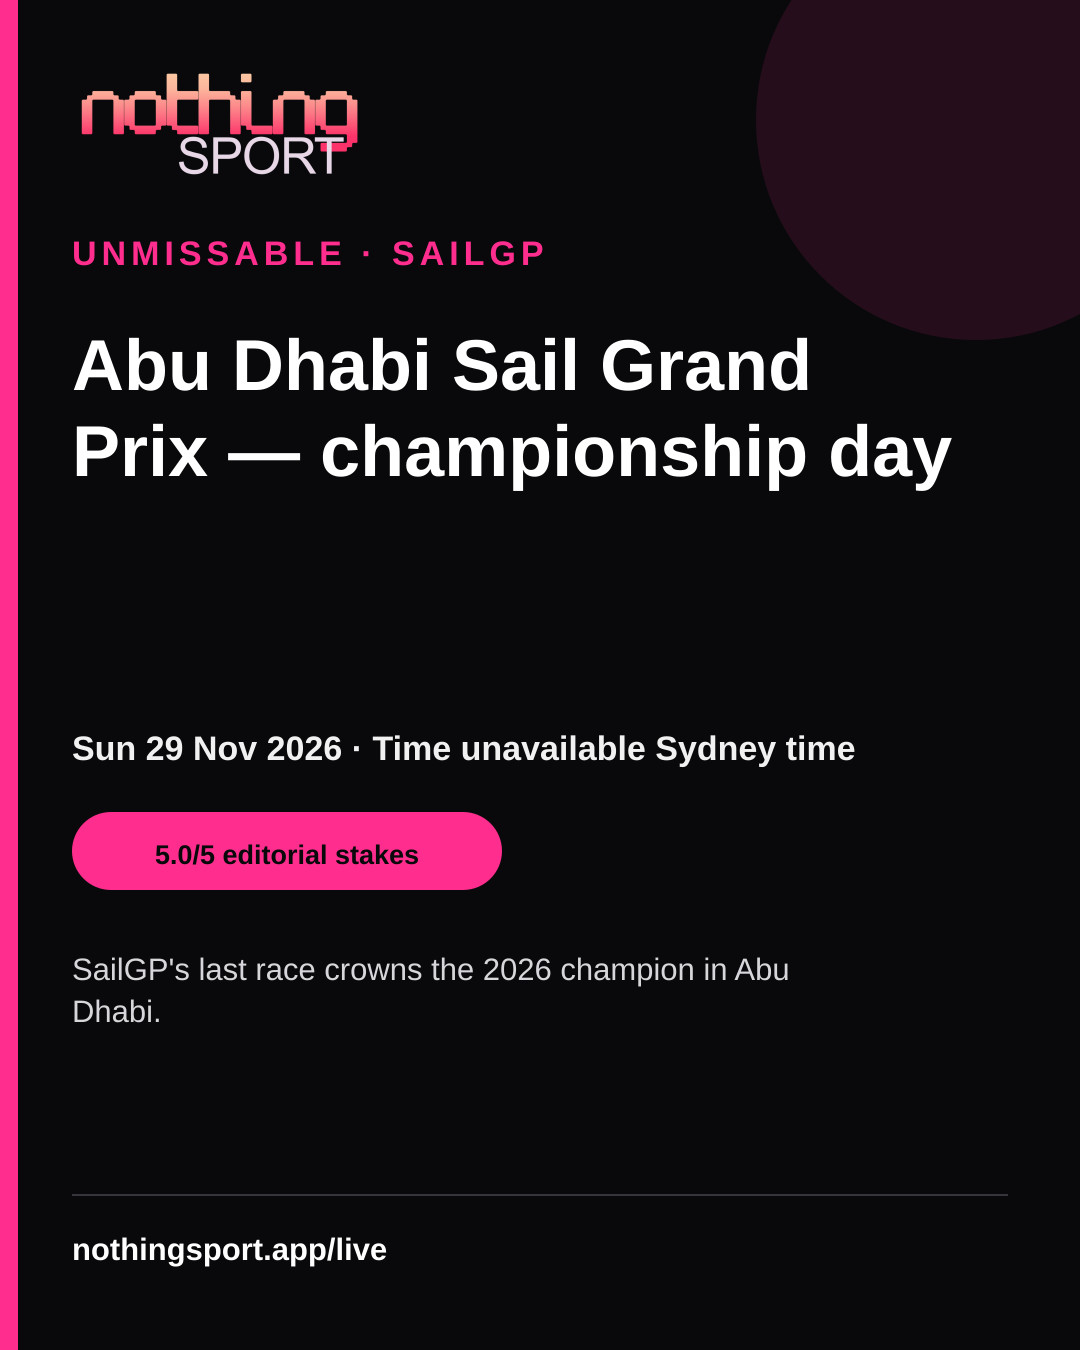 nothing
SPORT
UNMISSABLE · SAILGP
Abu Dhabi Sail Grand
Prix — championship day
Sun 29 Nov 2026 · Time unavailable Sydney time
5.0/5 editorial stakes
SailGP's last race crowns the 2026 champion in Abu
Dhabi.
nothingsport.app/live